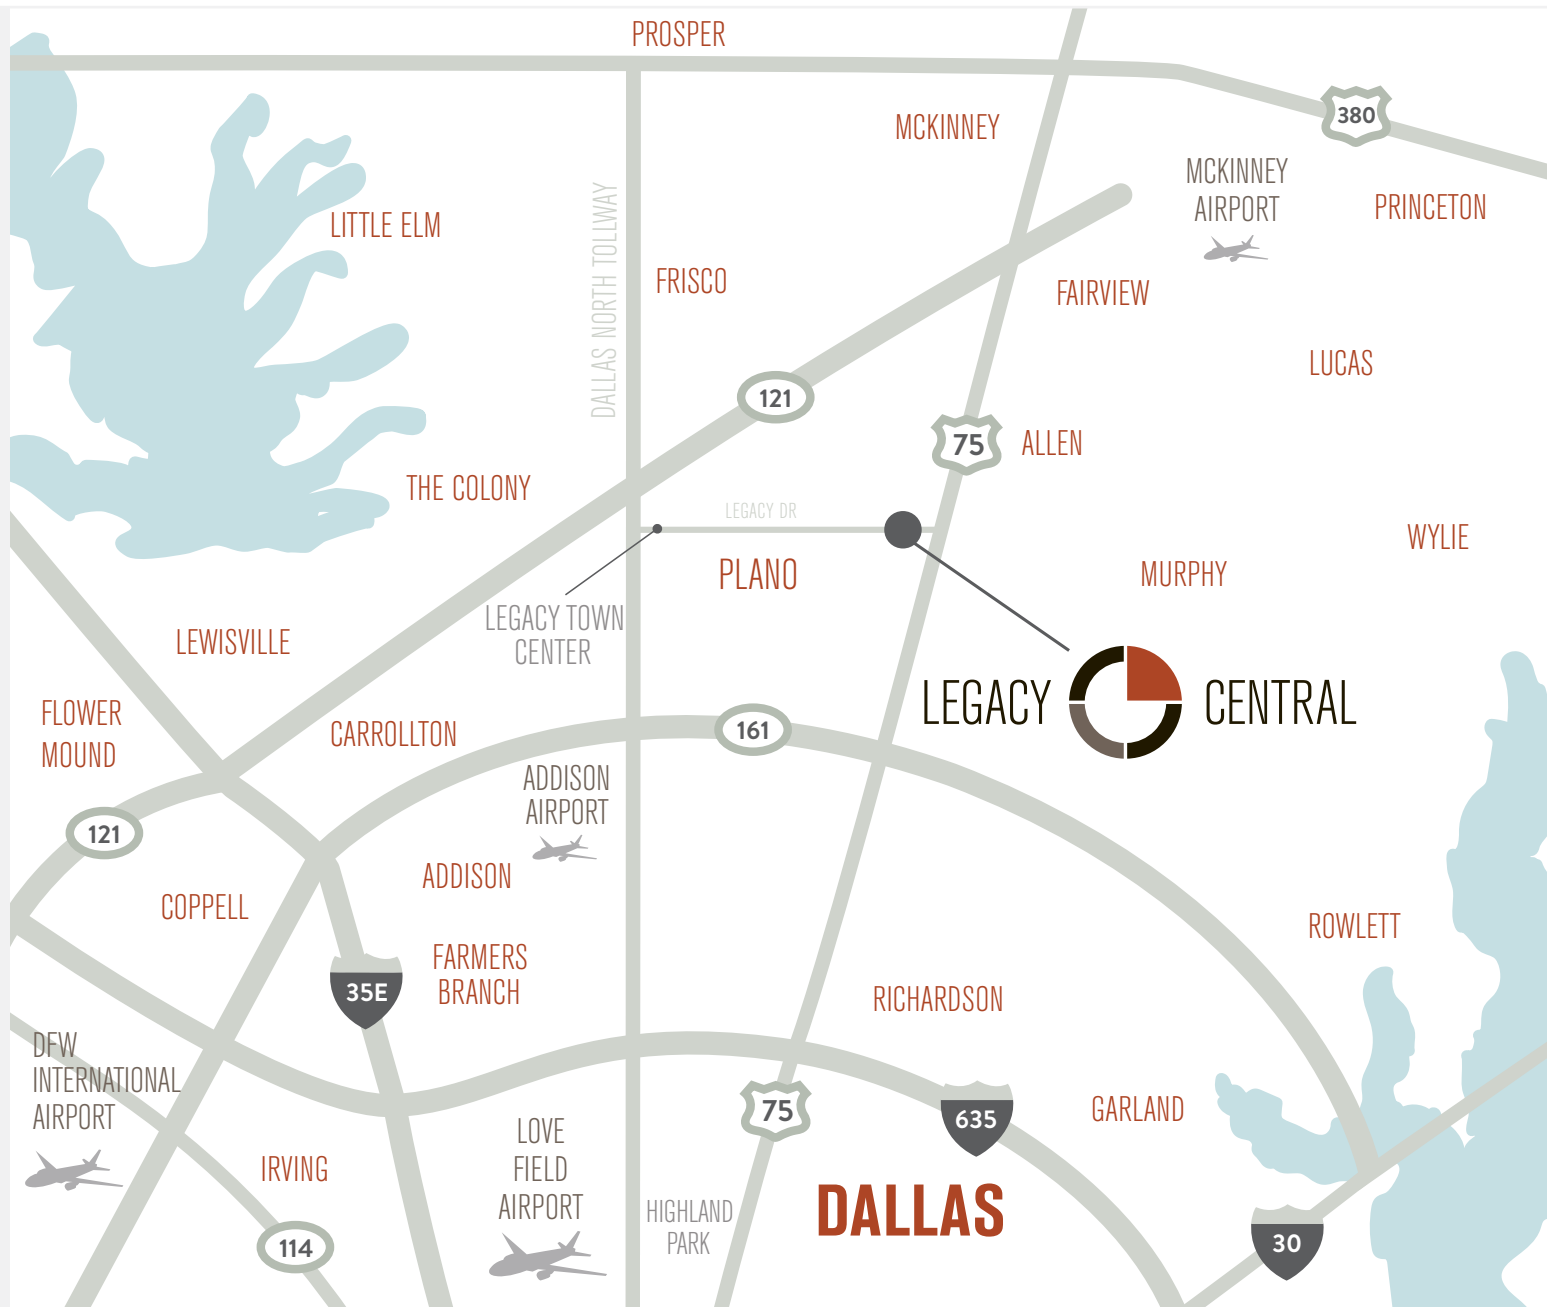 PROSPER
MCKINNEY
380
MCKINNEY
AIRPORT
PRINCETON
LITTLE ELM
DALLAS NORTH TOLLWAY
FRISCO
FAIRVIEW
LUCAS
121
75
ALLEN
THE COLONY
LEGACY DR
WYLIE
PLANO
MURPHY
LEGACY TOWN
CENTER
LEWISVILLE
LEGACY CENTRAL
FLOWER
MOUND
CARROLLTON
161
ADDISON
AIRPORT
121
ADDISON
COPPELL
ROWLETT
FARMERS
BRANCH
35E
RICHARDSON
DFW
INTERNATIONAL
AIRPORT
75
635
GARLAND
LOVE
FIELD
AIRPORT
IRVING
DALLAS
HIGHLAND
PARK
114
30